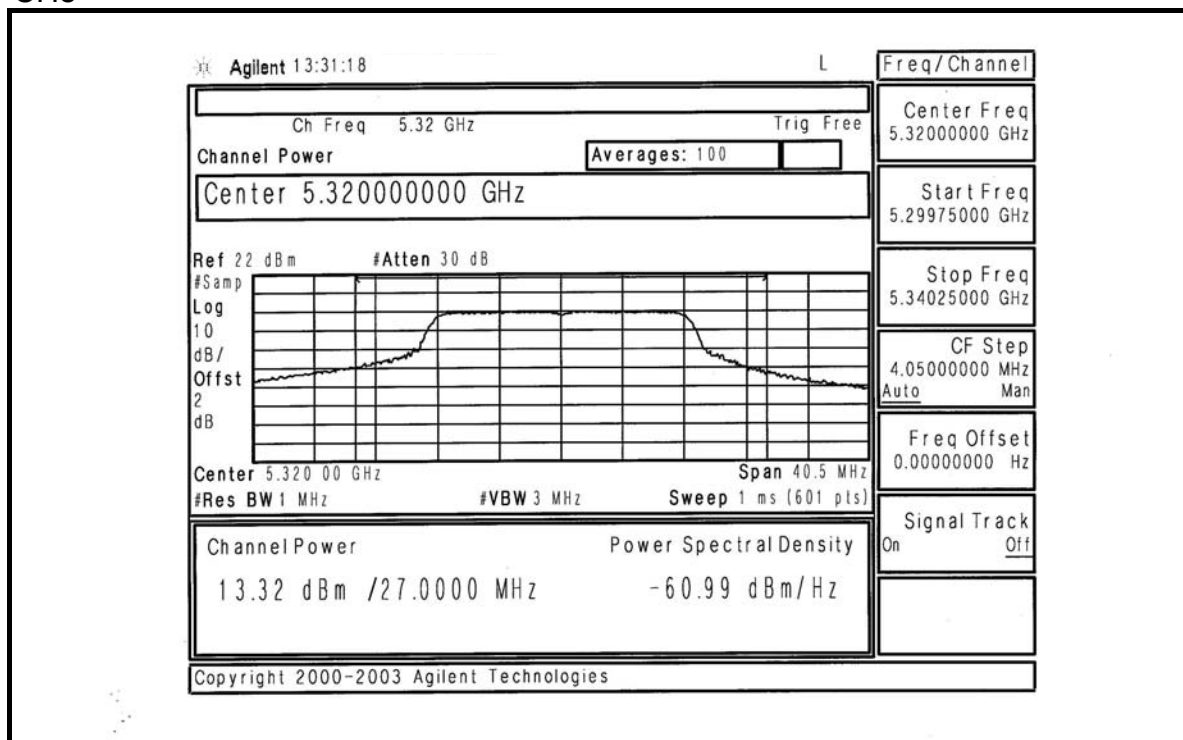 Agilent 13:31:18 L
Freq/Channel
Ch Freq 5.32 GHz Trig Free
Channel Power Averages: 100
Center 5.320000000 GHz
Ref 22 dBm #Atten 30 dB
#Samp
Log
10
dB/
Offst
2
dB
Center 5.320 00 GHz Span 40.5 MHz
#Res BW 1 MHz #VBW 3 MHz Sweep 1 ms (601 pts)
Channel Power Power Spectral Density
13.32 dBm /27.0000 MHz -60.99 dBm/Hz
Copyright 2000-2003 Agilent Technologies
Center Freq
5.32000000 GHz
Start Freq
5.29975000 GHz
Stop Freq
5.34025000 GHz
CF Step
4.05000000 MHz
Auto Man
Freq Offset
0.00000000 Hz
Signal Track
On Off